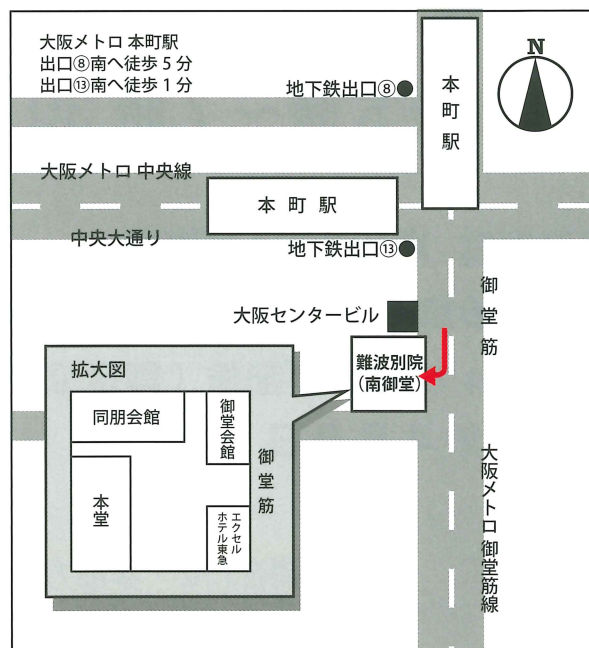 大阪メトロ 本町駅
出口⑧南へ徒歩5分
出口⑬南へ徒歩1分
地下鉄出口⑧
本町駅
N
大阪メトロ 中央線
本町駅
中央大通り
地下鉄出口⑬
御堂筋
大阪センタービル
難波別院
(南御堂)
拡大図
同朋会館
御堂会館
御堂筋
本堂
エクセル
ホテル東急
大阪メトロ 御堂筋線